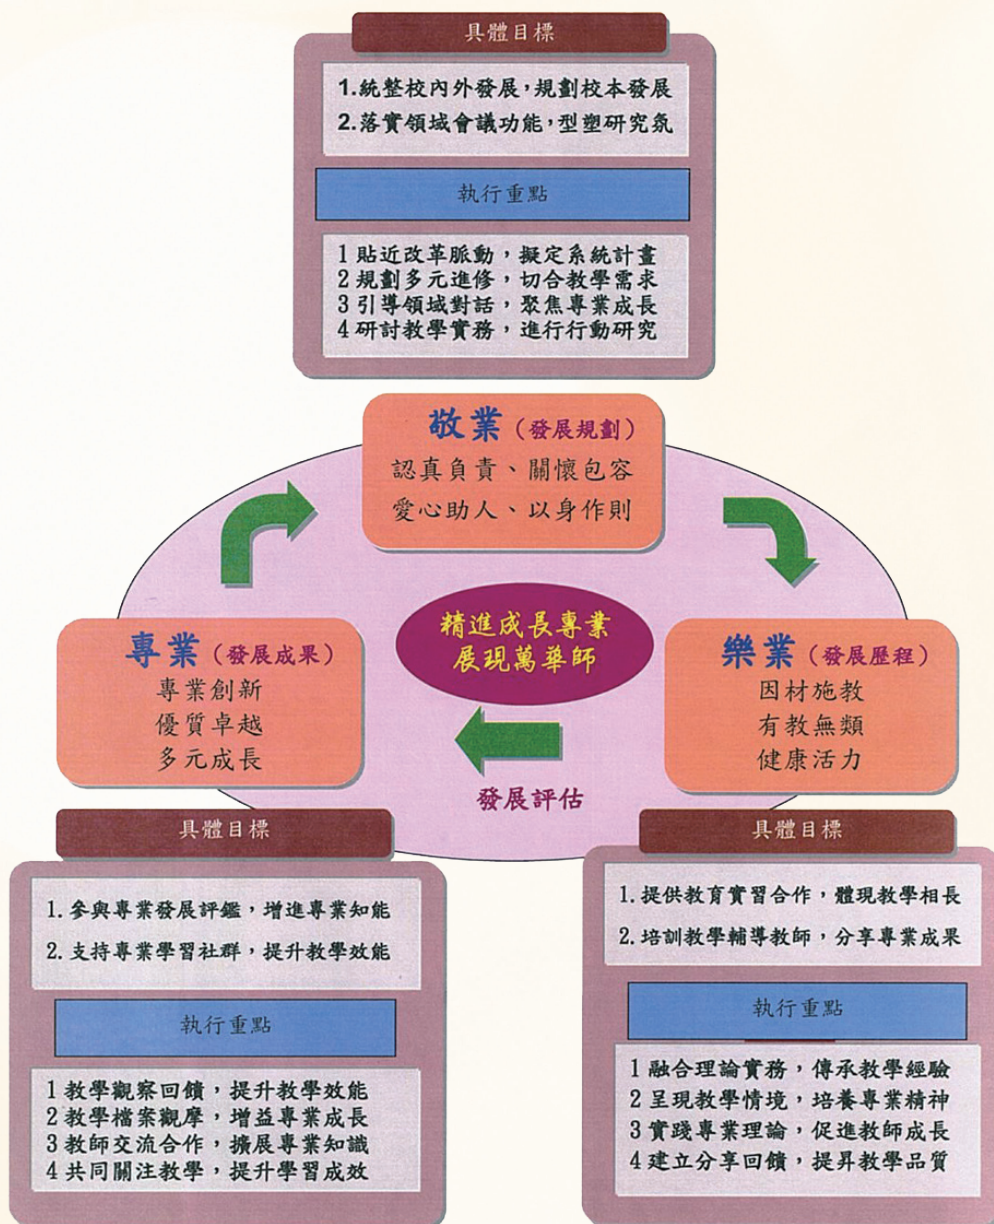 具體目標
1.統整校內外發展，規劃校本發展
2.落實領域會議功能，型塑研究氛
執行重點
1 貼近改革脈動，擬定系統計畫
2 規劃多元進修，切合教學需求
3 引導領域對話，聚焦專業成長
4 研討教學實務，進行行動研究
敬業（發展規劃）
認真負責、關懷包容
愛心助人、以身作則
精進成長專業
展現萬華師
專業（發展成果）
專業創新
優質卓越
多元成長
樂業（發展歷程）
因材施教
有教無類
健康活力
發展評估
具體目標
1. 參與專業發展評鑑，增進專業知能
2. 支持專業學習社群，提升教學效能
執行重點
1 教學觀察回饋，提升教學效能
2 教學檔案觀摩，增益專業成長
3 教師交流合作，擴展專業知識
4 共同關注教學，提升學習成效
具體目標
1. 提供教育實習合作，體現教學相長
2. 培訓教學輔導教師，分享專業成果
執行重點
1 融合理論實務，傳承教學經驗
2 呈現教學情境，培養專業精神
3 實踐專業理論，促進教師成長
4 建立分享回饋，提昇教學品質